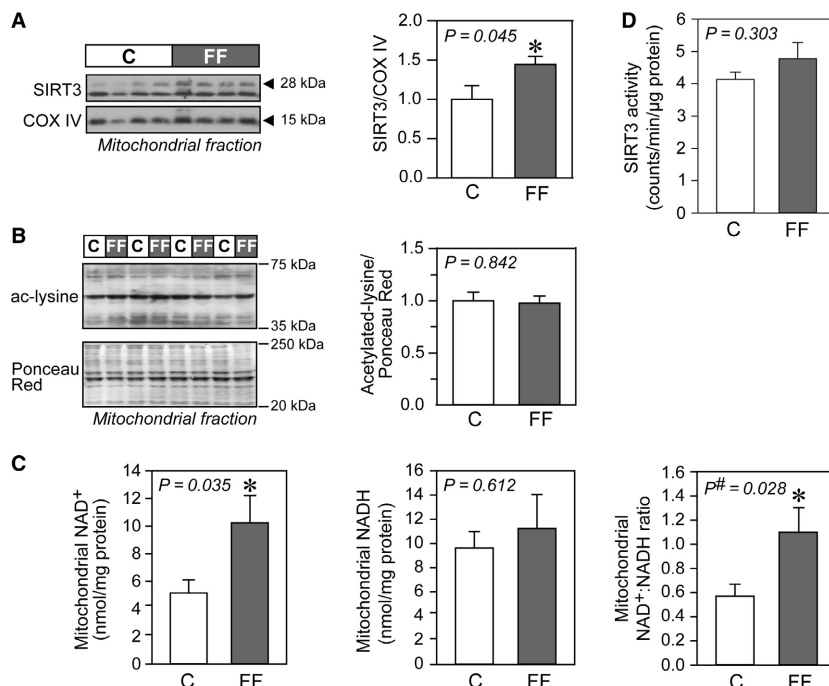 A
C FF
SIRT3
28 kDa
COX IV
15 kDa
Mitochondrial fraction
SIRT3/COX IV
2.0
1.5
1.0
0.5
0.0
P = 0.045
*
C FF
D
SIRT3 activity
(counts/min/µg protein)
6
5
4
3
2
1
0
P = 0.303
C FF
B
C FF C FF C FF C FF
75 kDa
ac-lysine
35 kDa
250 kDa
Ponceau
Red
20 kDa
Mitochondrial fraction
Acetylated-lysine/
Ponceau Red
1.5
1.0
0.5
0.0
P = 0.842
C FF
C
Mitochondrial NAD⁺
(nmol/mg protein)
14
12
10
8
6
4
2
0
P = 0.035
*
C FF
Mitochondrial NADH
(nmol/mg protein)
16
14
12
10
8
6
4
2
0
P = 0.612
C FF
Mitochondrial
NAD⁺:NADH ratio
1.6
1.4
1.2
1.0
0.8
0.6
0.4
0.2
0.0
P# = 0.028
*
C FF